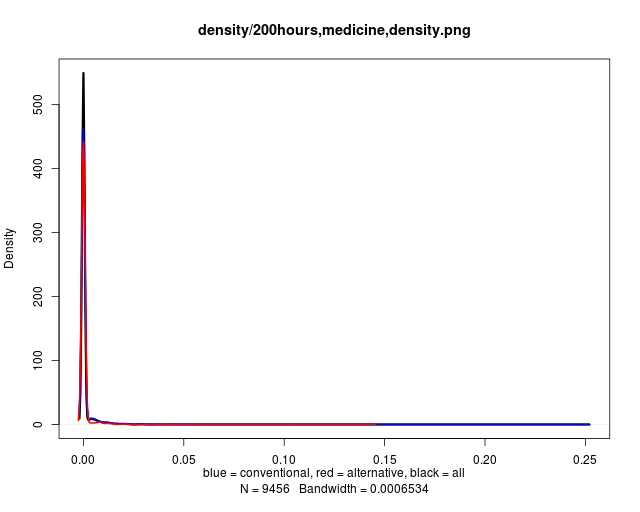 density/200hours,medicine,density.png
Density
500
400
300
200
100
0
0.00 0.05 0.10 0.15 0.20 0.25
blue = conventional, red = alternative, black = all
N = 9456 Bandwidth = 0.0006534